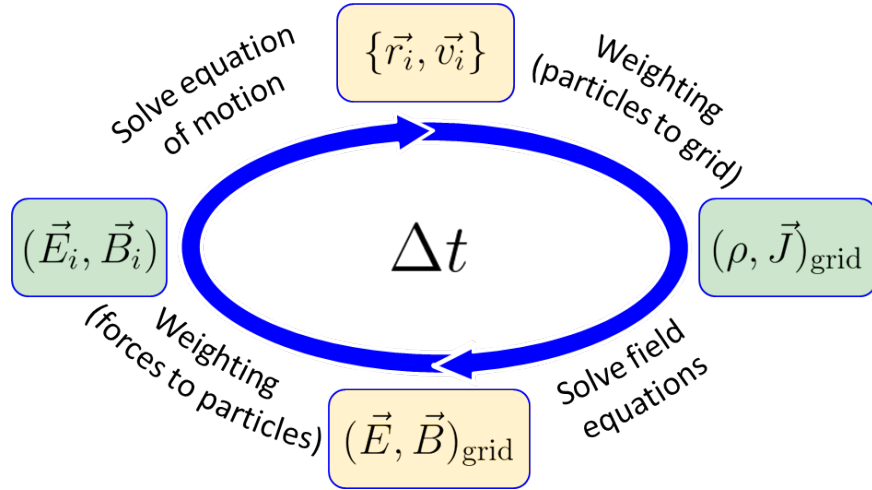 {r⃗ᵢ, v⃗ᵢ}
Solve equation
of motion
Weighting
(particles to grid)
(E⃗ᵢ, B⃗ᵢ)
Δt
(ρ, J⃗)grid
Weighting
(forces to particles)
Solve field
equations
(E⃗, B⃗)grid